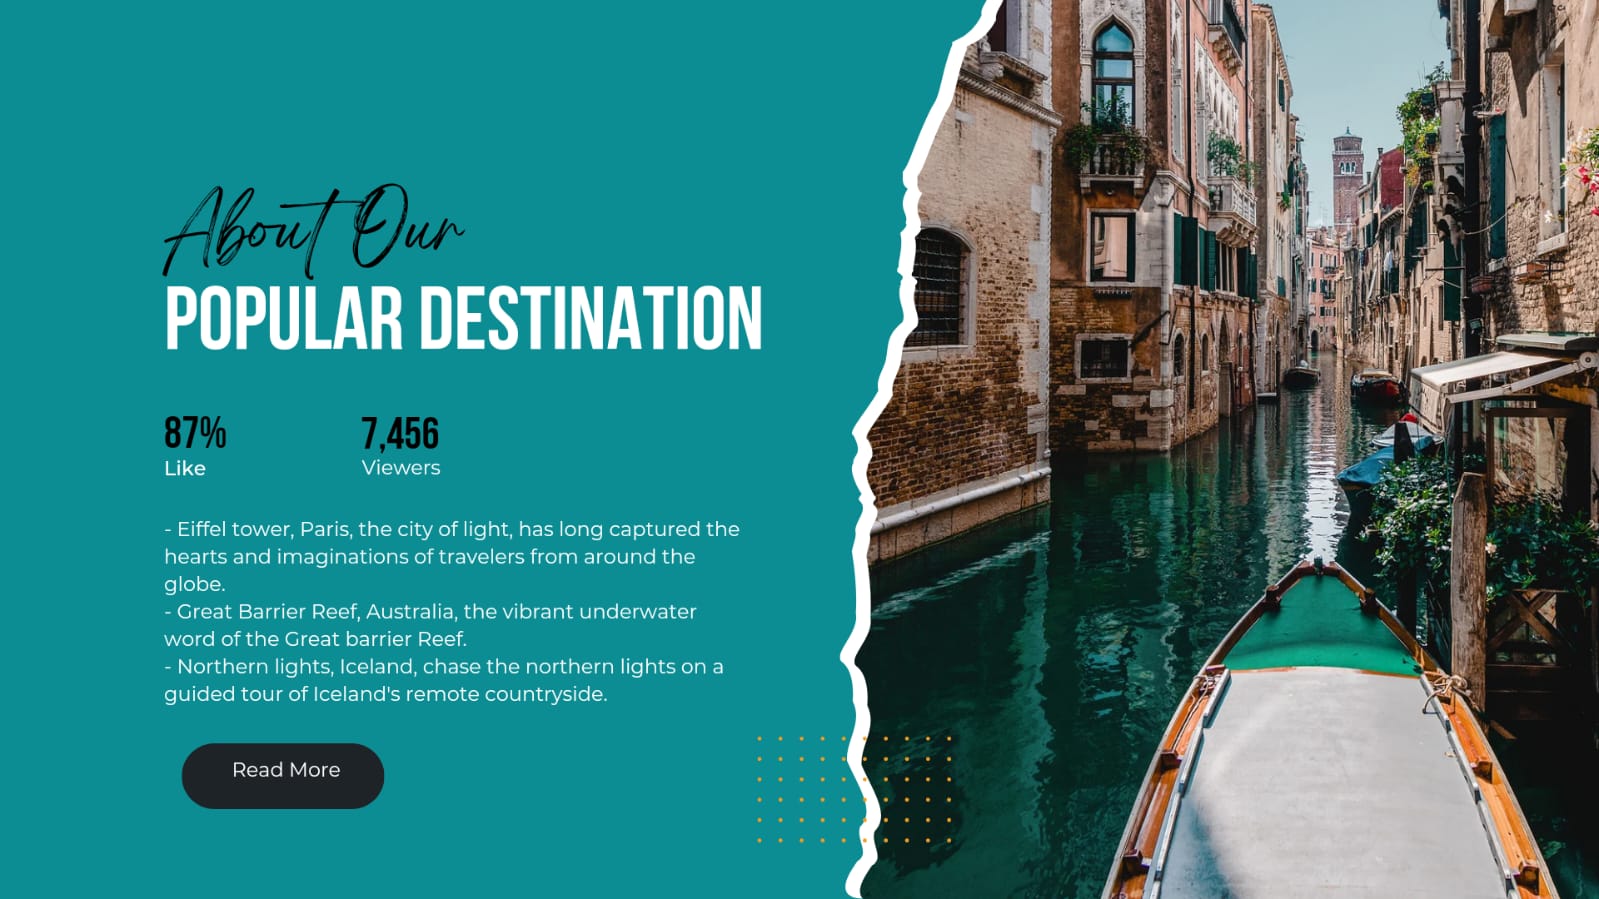 About Our
POPULAR DESTINATION
87%
Like
7,456
Viewers
- Eiffel tower, Paris, the city of light, has long captured the
hearts and imaginations of travelers from around the
globe.
- Great Barrier Reef, Australia, the vibrant underwater
word of the Great barrier Reef.
- Northern lights, Iceland, chase the northern lights on a
guided tour of Iceland's remote countryside.
Read More